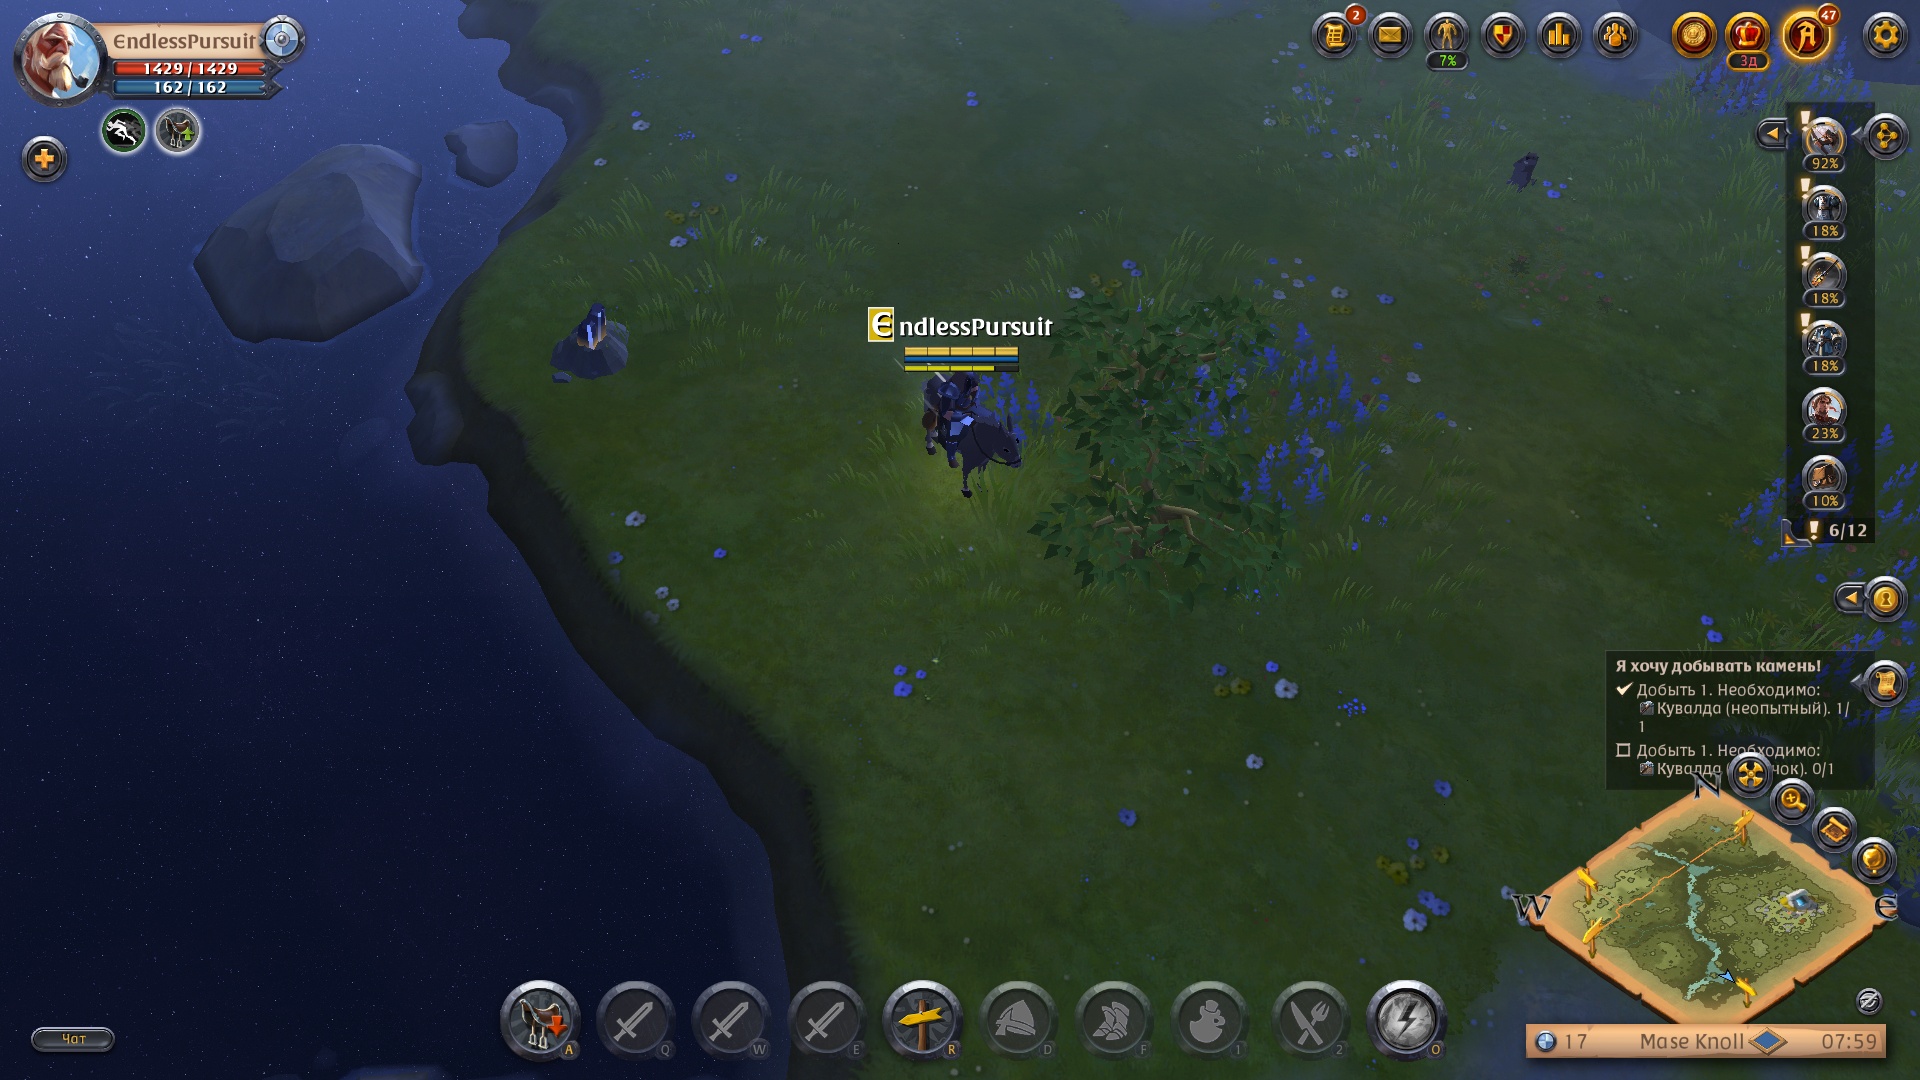 EndlessPursuit
1429 / 1429
162 / 162
2
7%
3д
47
92%
18%
18%
18%
23%
10%
6/12
EndlessPursuit
Я хочу добывать камень!
Добыть 1. Необходимо:
Кувалда (неопытный). 1/
1
Добыть 1. Необходимо:
Кувалда ( чок). 0/1
N
W
E
Чат
A
Q
W
E
R
D
F
1
2
O
17
Mase Knoll
07:59